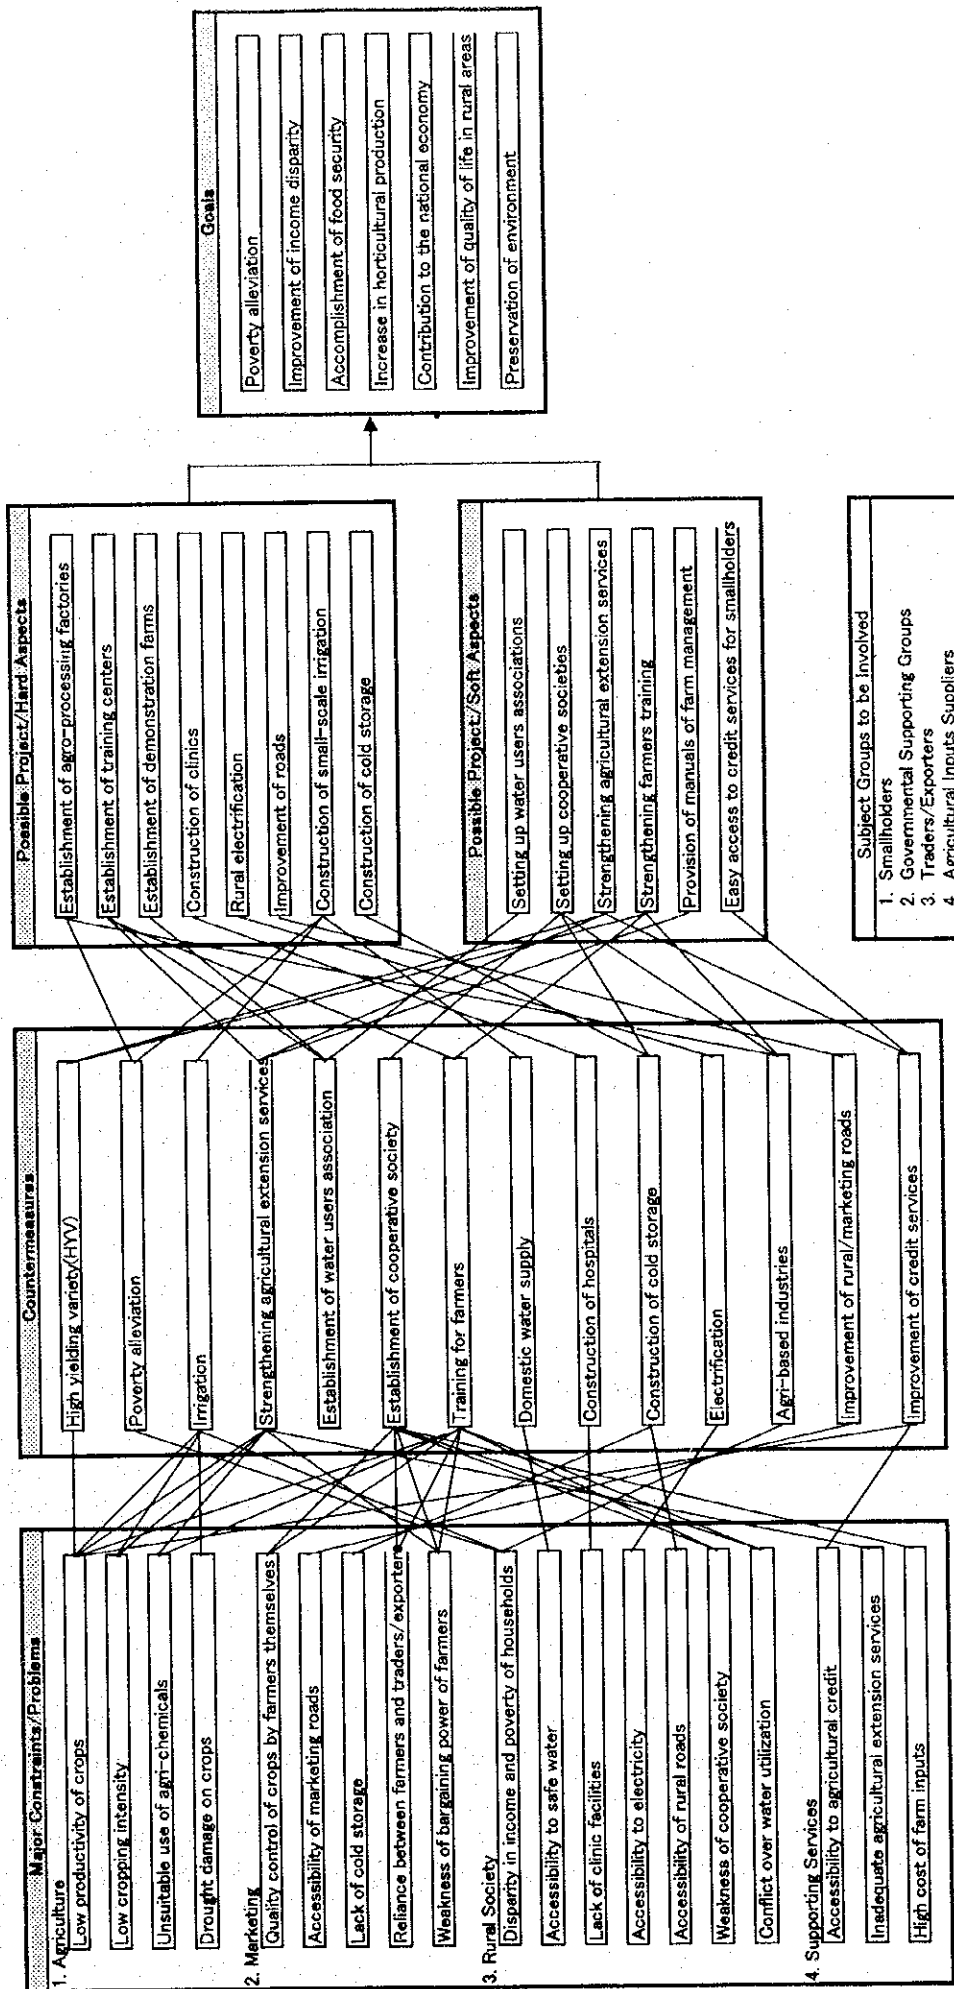 Major Constraints/Problems
1. Agriculture
Low productivity of crops
Low cropping intensity
Unsuitable use of agri-chemicals
Drought damage on crops
2. Marketing
Quality control of crops by farmers themselves
Accessibility of marketing roads
Lack of cold storage
Reliance between farmers and traders/exporters
Weakness of bargaining power of farmers
3. Rural Society
Disparity in income and poverty of households
Accessibility to safe water
Lack of clinic facilities
Accessibility to electricity
Accessibility of rural roads
Weakness of cooperative society
Conflict over water utilization
4. Supporting Services
Accessibility to agricultural credit
Inadequate agricultural extension services
High cost of farm inputs
Countermeasures
High yielding variety(HYV)
Poverty alleviation
Irrigation
Strengthening agricultural extension services
Establishment of water users association
Establishment of cooperative society
Training for farmers
Domestic water supply
Construction of hospitals
Construction of cold storage
Electrification
Agri-based industries
Improvement of rural/marketing roads
Improvement of credit services
Possible Project/Hard Aspects
Establishment of agro-processing factories
Establishment of training centers
Establishment of demonstration farms
Construction of clinics
Rural electrification
Improvement of roads
Construction of small-scale irrigation
Construction of cold storage
Possible Project/Soft Aspects
Setting up water users associations
Setting up cooperative societies
Strengthening agricultural extension services
Strengthening farmers training
Provision of manuals of farm management
Easy access to credit services for smallholders
Subject Groups to be involved
1. Smallholders
2. Governmental Supporting Groups
3. Traders/Exporters
4 Agricultural Inputs Suppliers
Goals
Poverty alleviation
Improvement of income disparity
Accomplishment of food security
Increase in horticultural production
Contribution to the national economy
Improvement of quality of life in rural areas
Preservation of environment